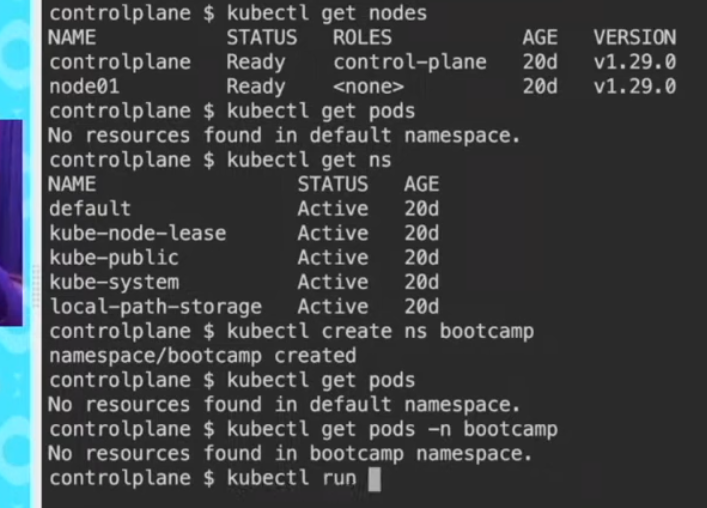 controlplane $ kubectl get nodes
NAME STATUS ROLES AGE VERSION
controlplane Ready control-plane 20d v1.29.0
node01 Ready <none> 20d v1.29.0
controlplane $ kubectl get pods
No resources found in default namespace.
controlplane $ kubectl get ns
NAME STATUS AGE
default Active 20d
kube-node-lease Active 20d
kube-public Active 20d
kube-system Active 20d
local-path-storage Active 20d
controlplane $ kubectl create ns bootcamp
namespace/bootcamp created
controlplane $ kubectl get pods
No resources found in default namespace.
controlplane $ kubectl get pods -n bootcamp
No resources found in bootcamp namespace.
controlplane $ kubectl run